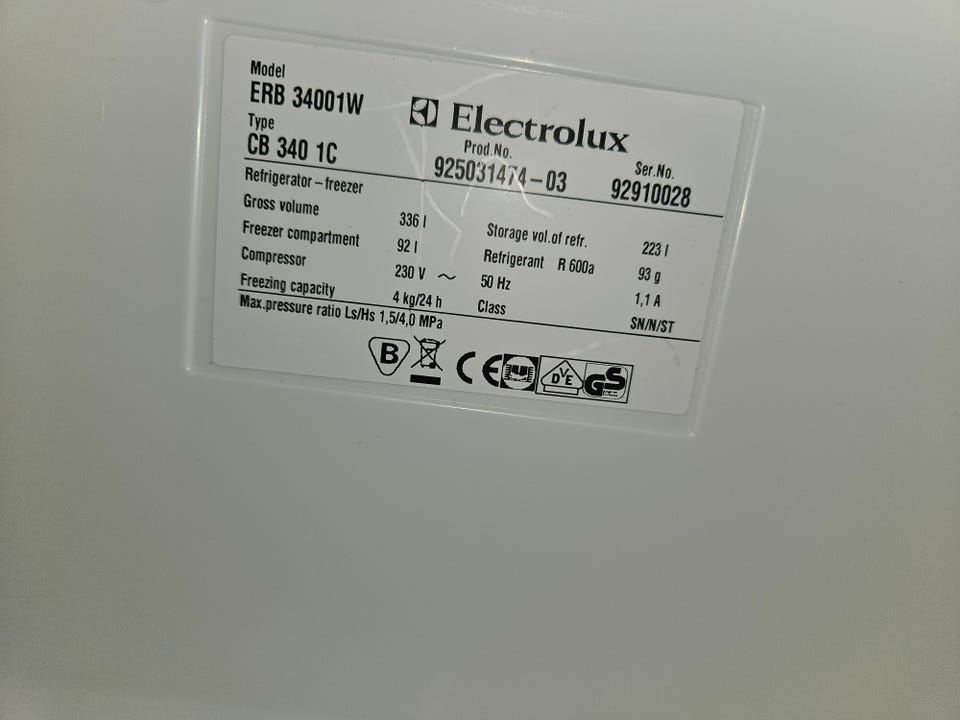 Model
ERB 34001W
Electrolux
Type
CB 340 1C
Prod.No.
925031474-03
Ser.No.
92910028
Refrigerator – freezer
Gross volume 336 l
Storage vol.of refr. 223 l
Freezer compartment 92 l
Refrigerant R 600a 93 g
Compressor 230 V ~ 50 Hz 1,1 A
Freezing capacity 4 kg/24 h
Class SN/N/ST
Max.pressure ratio Ls/Hs 1,5/4,0 MPa
B
CE
DVE
GS